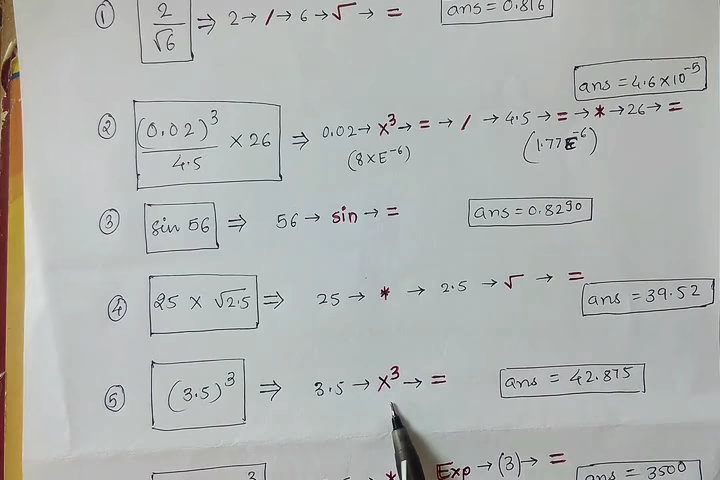 ① 2/√6 ⇒ 2 → / → 6 → √ → = ans = 0.816
ans = 4.6×10⁻⁵
② (0.02)³/4.5 × 26 ⇒ 0.02 → x³ → = → / → 4.5 → = → * → 26 → =
(8×E⁻⁶) (1.77E⁻⁶)
③ sin 56 ⇒ 56 → sin → = ans = 0.8290
④ 25 × √2.5 ⇒ 25 → * → 2.5 → √ → = ans = 39.52
⑤ (3.5)³ ⇒ 3.5 → x³ → = ans = 42.875
3 * Exp → (3) → = ans = 3500